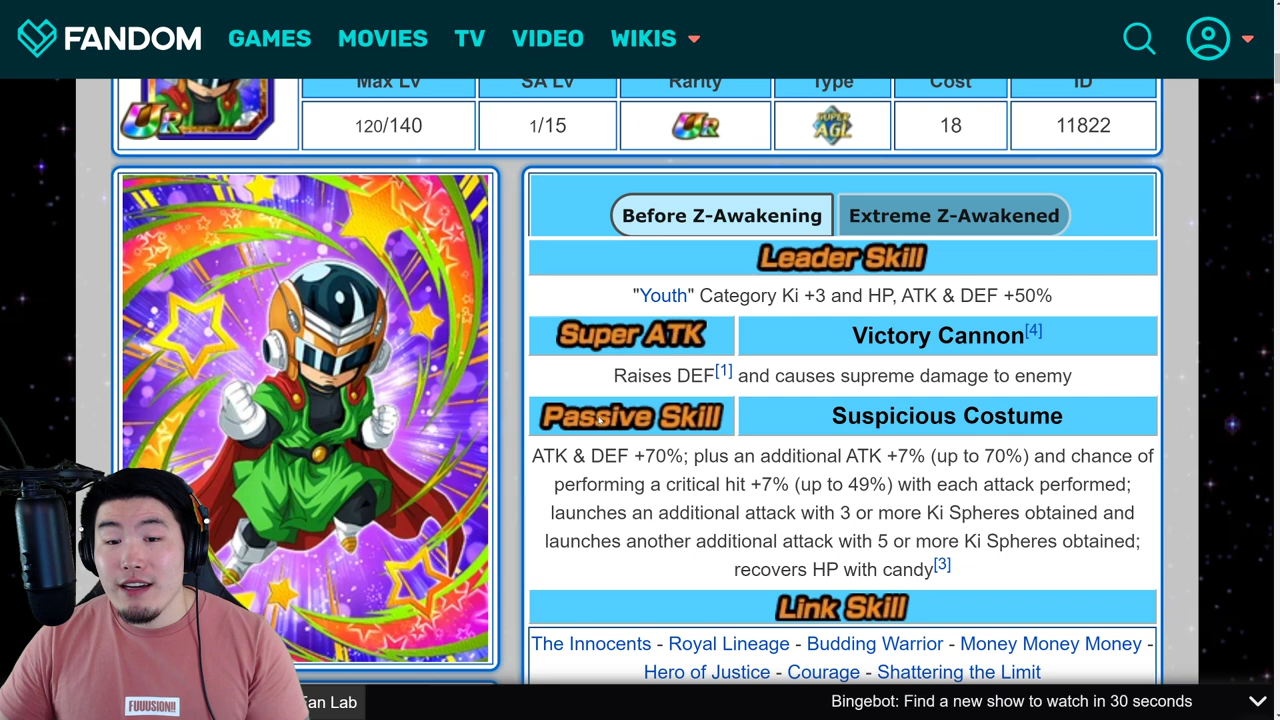 FANDOM GAMES MOVIES TV VIDEO WIKIS
Max LV SA LV Rarity Type Cost ID
UR 120/140 1/15 UR SUPER AGL 18 11822
Before Z-Awakening Extreme Z-Awakened
Leader Skill
"Youth" Category Ki +3 and HP, ATK & DEF +50%
Super ATK Victory Cannon[4]
Raises DEF[1] and causes supreme damage to enemy
Passive Skill Suspicious Costume
ATK & DEF +70%; plus an additional ATK +7% (up to 70%) and chance of
performing a critical hit +7% (up to 49%) with each attack performed;
launches an additional attack with 3 or more Ki Spheres obtained and
launches another additional attack with 5 or more Ki Spheres obtained;
recovers HP with candy[3]
Link Skill
The Innocents - Royal Lineage - Budding Warrior - Money Money Money -
Hero of Justice - Courage - Shattering the Limit
FUUUSION!!
Fan Lab Bingebot: Find a new show to watch in 30 seconds